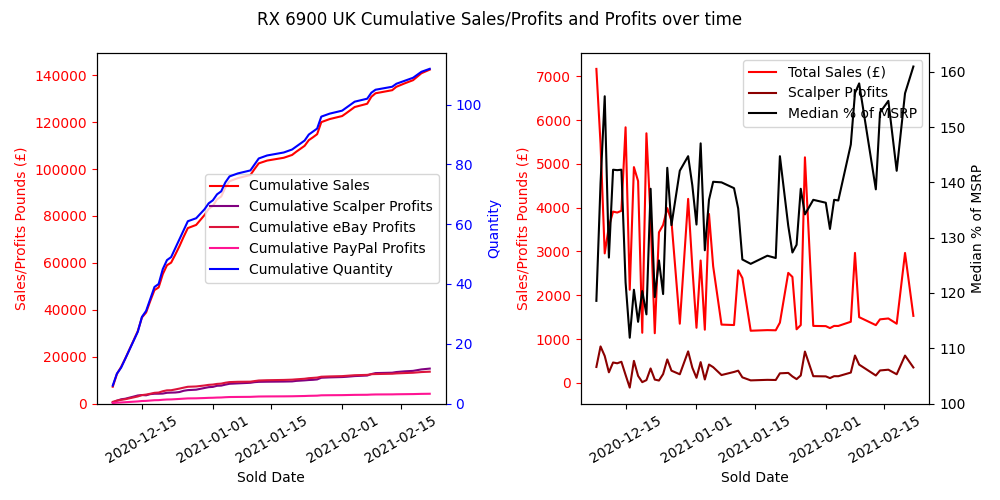 RX 6900 UK Cumulative Sales/Profits and Profits over time
Sales/Profits Pounds (£)
140000
120000
100000
80000
60000
40000
20000
0
Cumulative Sales
Cumulative Scalper Profits
Cumulative eBay Profits
Cumulative PayPal Profits
Cumulative Quantity
100
80
60
40
20
0
Quantity
2020-12-15
2021-01-01
2021-01-15
2021-02-01
2021-02-15
Sold Date
Sales/Profits Pounds (£)
7000
6000
5000
4000
3000
2000
1000
0
Total Sales (£)
Scalper Profits
Median % of MSRP
160
150
140
130
120
110
100
Median % of MSRP
2020-12-15
2021-01-01
2021-01-15
2021-02-01
2021-02-15
Sold Date